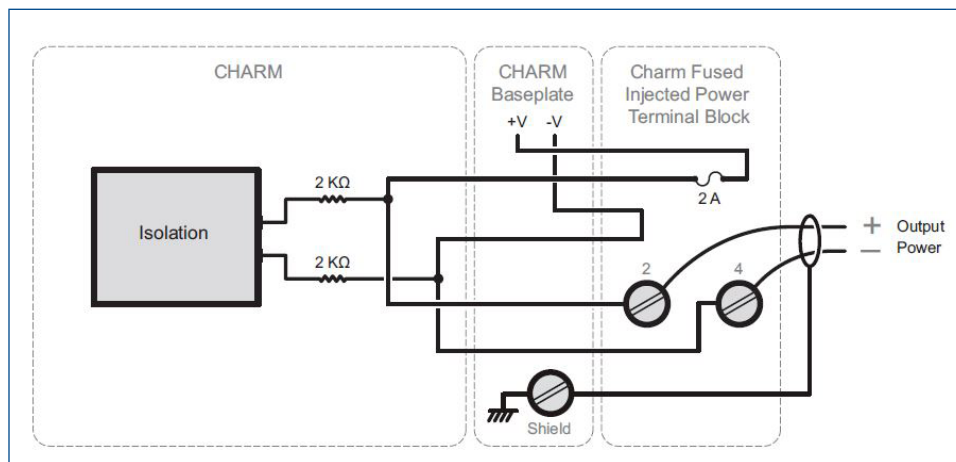 CHARM
CHARM
Baseplate
Charm Fused
Injected Power
Terminal Block
+V
-V
2 KΩ
2 A
Isolation
2 KΩ
+ Output
− Power
2
4
Shield